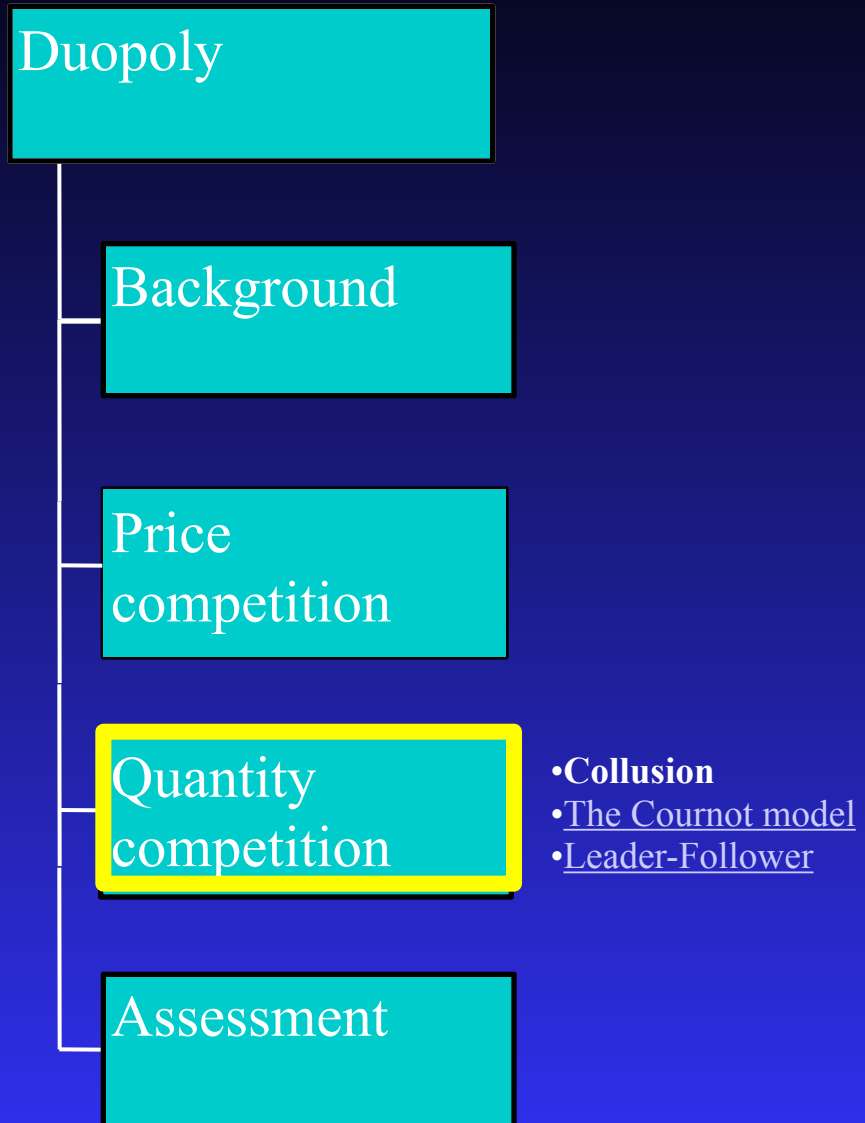 Duopoly
Background
Price
competition
Quantity
competition
•Collusion
•The Cournot model
•Leader-Follower
Assessment